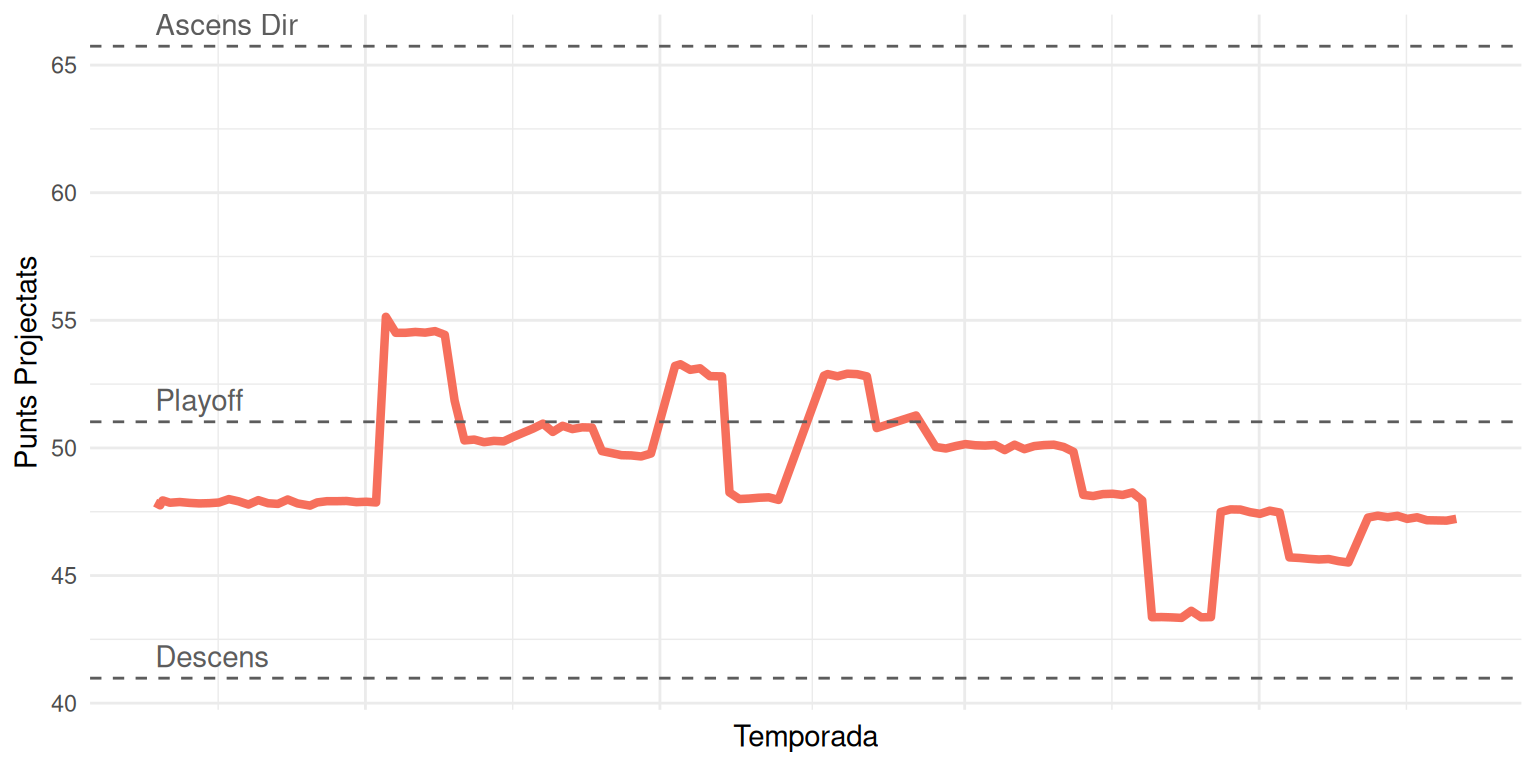 Ascens Dir
65
60
55
Playoff
50
45
Descens
40
Punts Projectats
Temporada